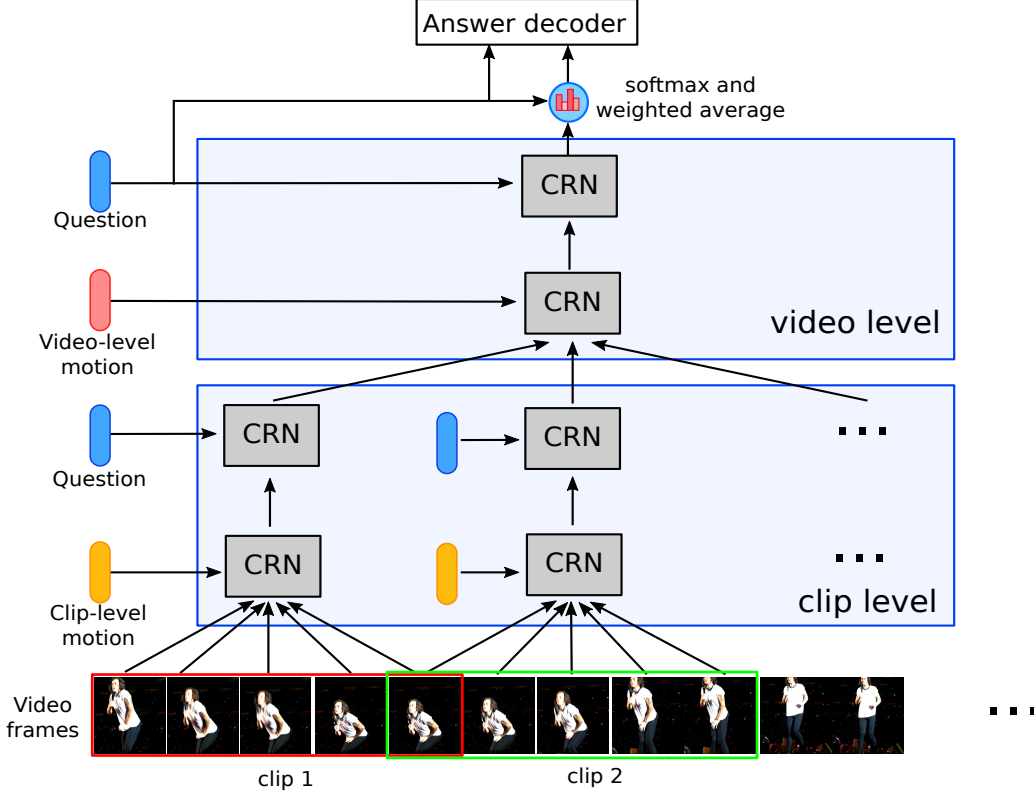 Answer decoder
softmax and
weighted average
CRN
Question
CRN
Video-level
motion
video level
CRN
CRN
Question
CRN
CRN
Clip-level
motion
clip level
Video
frames
clip 1
clip 2